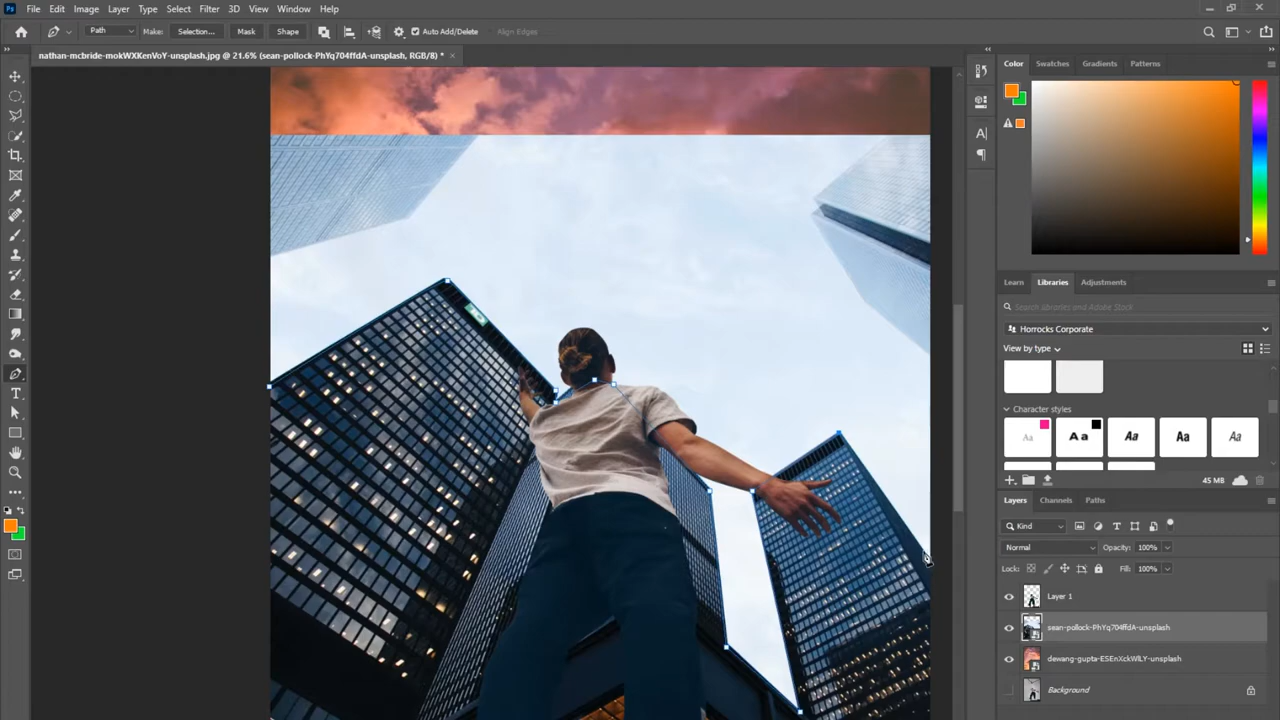 Ps File Edit Image Layer Type Select Filter 3D View Window Help
Path Make: Selection... Mask Shape Auto Add/Delete Align Edges
nathan-mcbride-mokWXKenVoY-unsplash.jpg @ 21.6% (sean-pollock-PhYq704ffdA-unsplash, RGB/8) *
Color Swatches Gradients Patterns
Learn Libraries Adjustments
Search libraries and Adobe Stock
Horrocks Corporate
View by type
Character styles
Aa Aa Aa Aa Aa
45 MB
Layers Channels Paths
Kind
Normal Opacity: 100%
Lock: Fill: 100%
Layer 1
sean-pollock-PhYq704ffdA-unsplash
dewang-gupta-ESEnXckWlLY-unsplash
Background